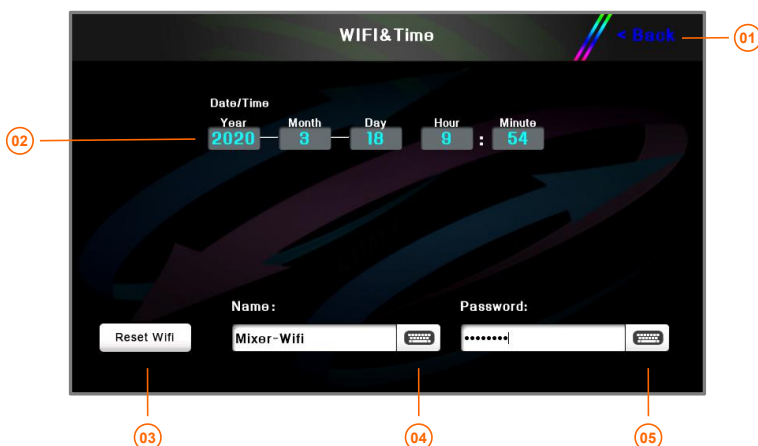 WIFI&Time
< Back
01
Date/Time
Year Month Day Hour Minute
02
2020 — 3 — 18 9 : 54
Name: Password:
Reset Wifi Mixer-Wifi ••••••••
03 04 05